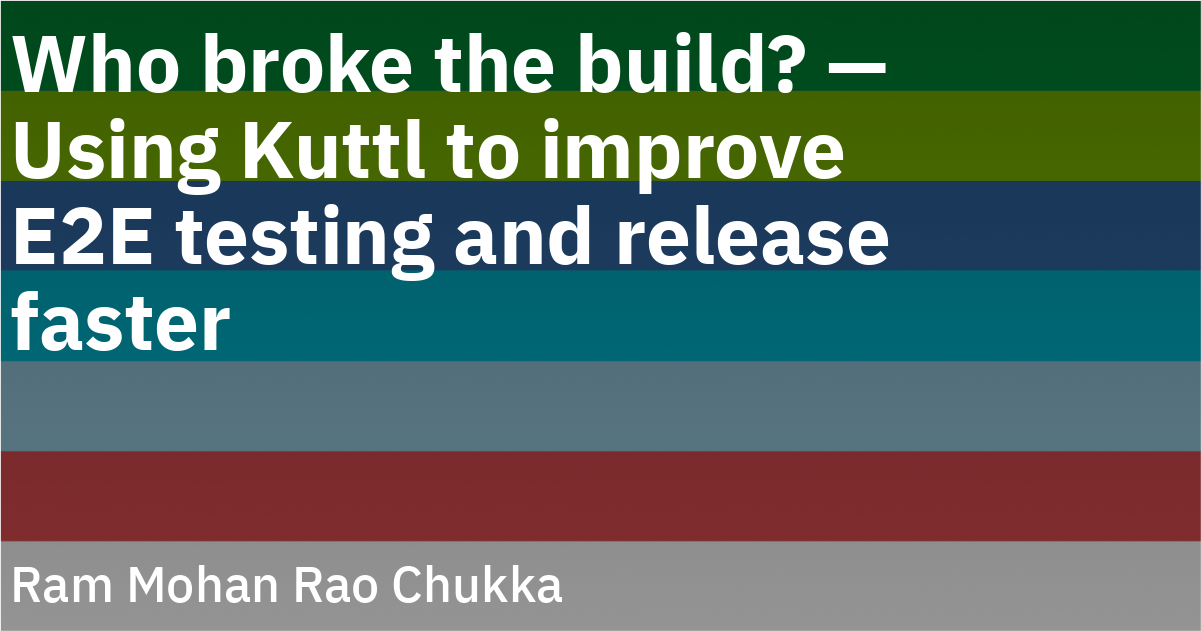 Who broke the build? —
Using Kuttl to improve
E2E testing and release
faster
Ram Mohan Rao Chukka